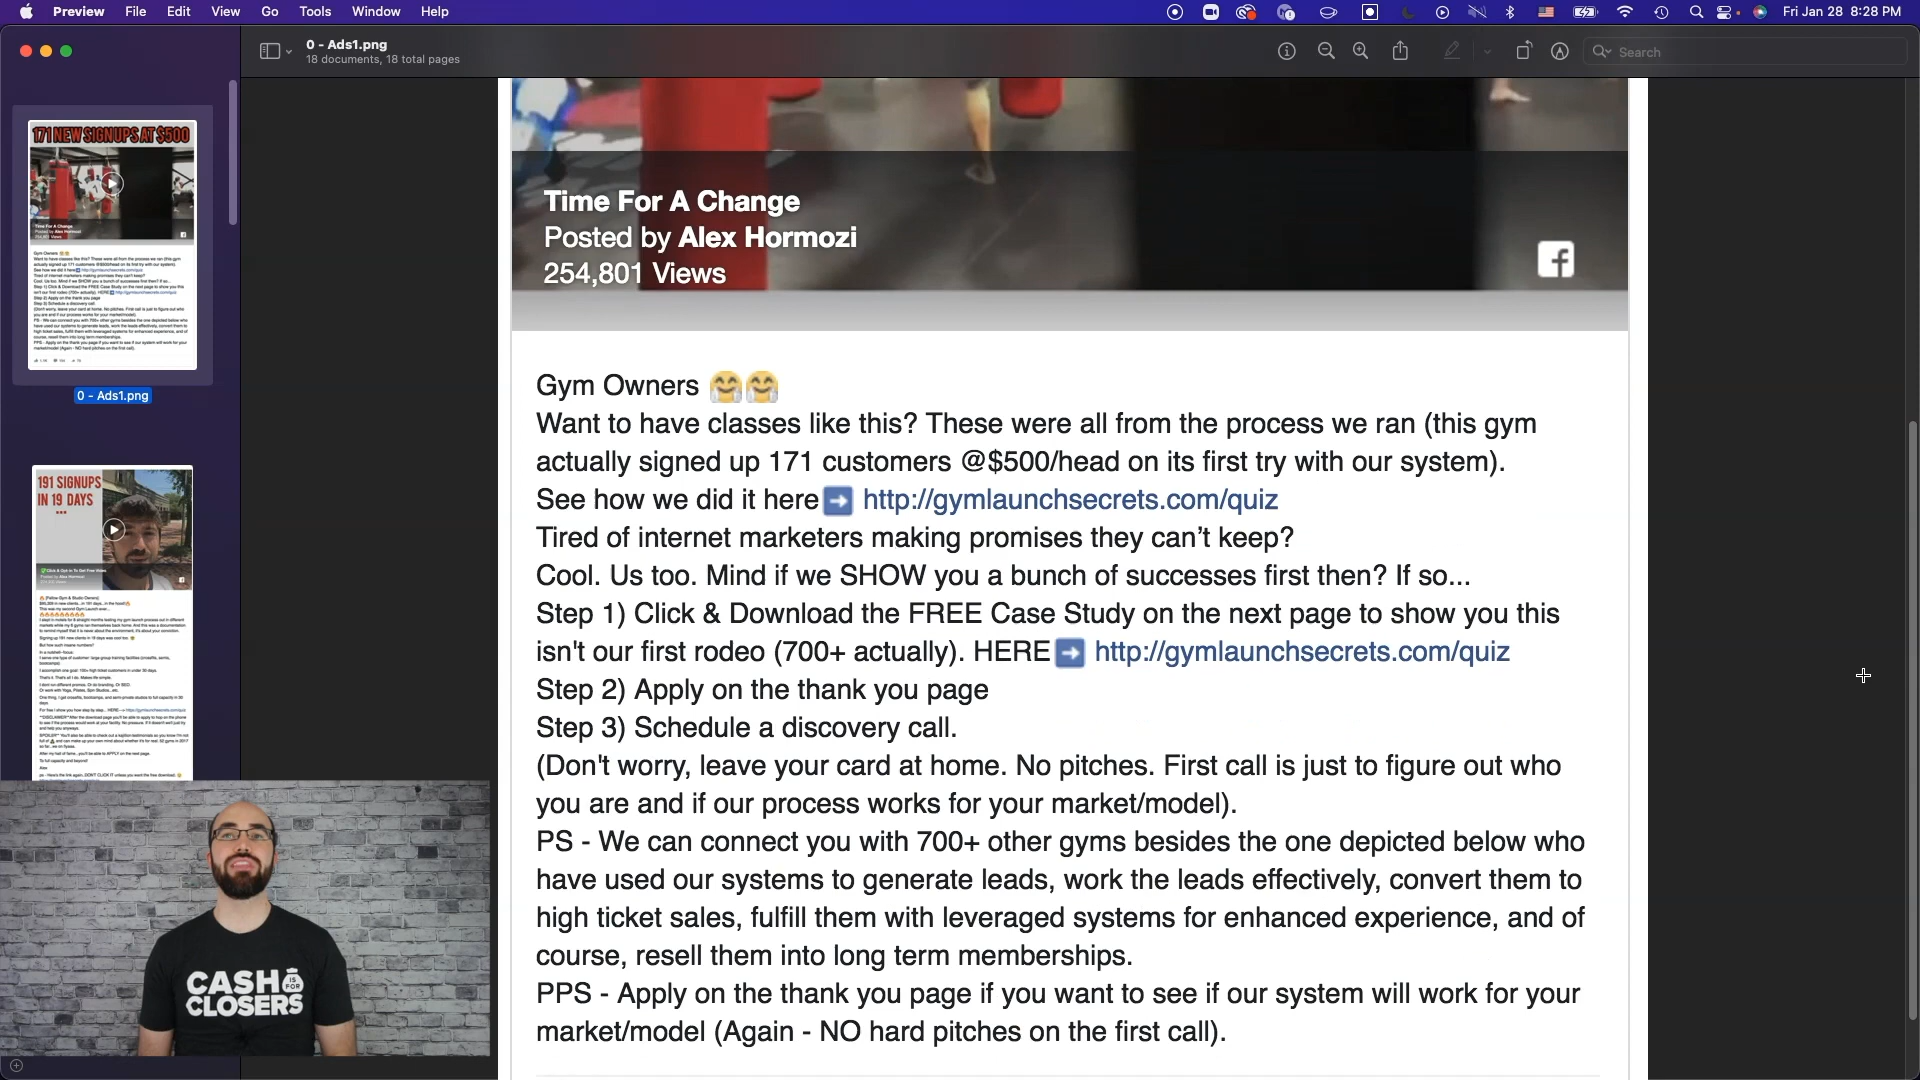 Preview File Edit View Go Tools Window Help
Fri Jan 28 8:28 PM
0 - Ads1.png
18 documents, 18 total pages
Search
171 NEW SIGNUPS AT $500
0 - Ads1.png
191 SIGNUPS
IN 19 DAYS
...
CASH IS FOR
CLOSERS
Time For A Change
Posted by Alex Hormozi
254,801 Views
Gym Owners 🤗🤗
Want to have classes like this? These were all from the process we ran (this gym
actually signed up 171 customers @$500/head on its first try with our system).
See how we did it here➡️ http://gymlaunchsecrets.com/quiz
Tired of internet marketers making promises they can’t keep?
Cool. Us too. Mind if we SHOW you a bunch of successes first then? If so...
Step 1) Click & Download the FREE Case Study on the next page to show you this
isn't our first rodeo (700+ actually). HERE➡️ http://gymlaunchsecrets.com/quiz
Step 2) Apply on the thank you page
Step 3) Schedule a discovery call.
(Don't worry, leave your card at home. No pitches. First call is just to figure out who
you are and if our process works for your market/model).
PS - We can connect you with 700+ other gyms besides the one depicted below who
have used our systems to generate leads, work the leads effectively, convert them to
high ticket sales, fulfill them with leveraged systems for enhanced experience, and of
course, resell them into long term memberships.
PPS - Apply on the thank you page if you want to see if our system will work for your
market/model (Again - NO hard pitches on the first call).